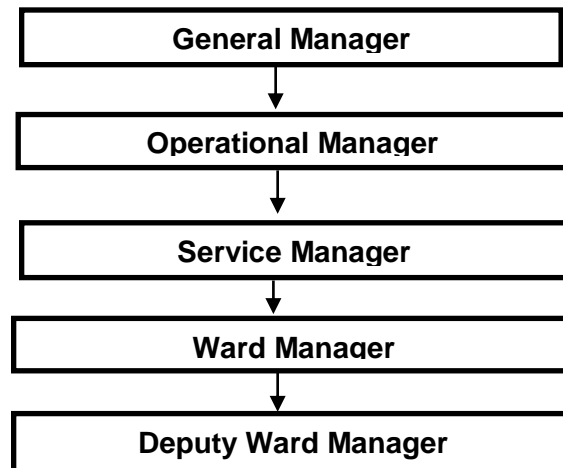 General Manager
Operational Manager
Service Manager
Ward Manager
Deputy Ward Manager